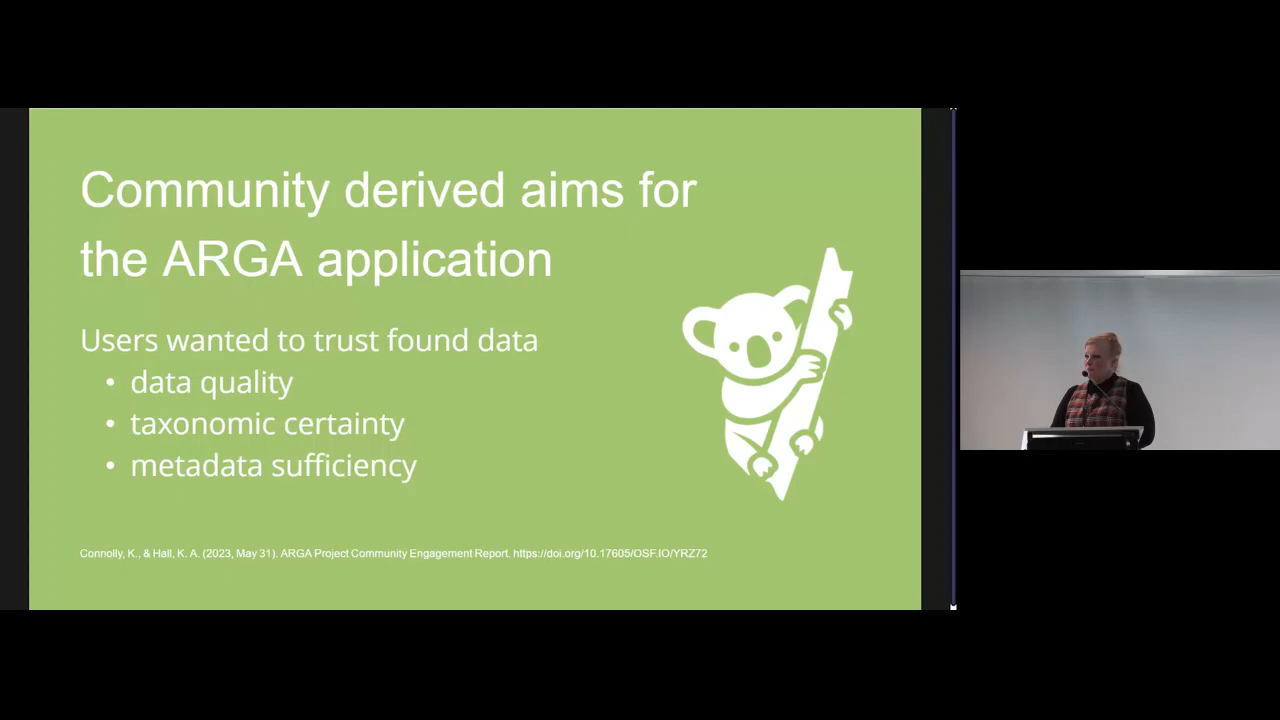 Community derived aims for
the ARGA application
Users wanted to trust found data
• data quality
• taxonomic certainty
• metadata sufficiency
Connolly, K., & Hall, K. A. (2023, May 31). ARGA Project Community Engagement Report. https://doi.org/10.17605/OSF.IO/YRZ72